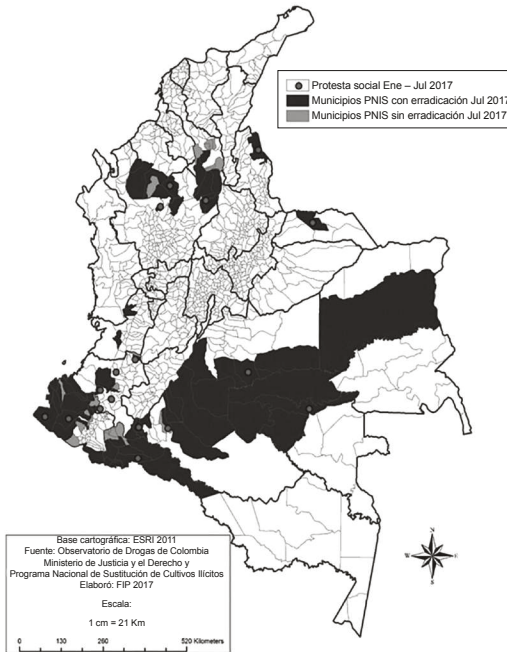 Protesta social Ene – Jul 2017
Municipios PNIS con erradicación Jul 2017
Municipios PNIS sin erradicación Jul 2017
Base cartográfica: ESRI 2011
Fuente: Observatorio de Drogas de Colombia
Ministerio de Justicia y el Derecho y
Programa Nacional de Sustitución de Cultivos Ilícitos
Elaboró: FIP 2017
Escala:
1 cm = 21 Km
0 130 260 520 Kilometers
N
W E
S